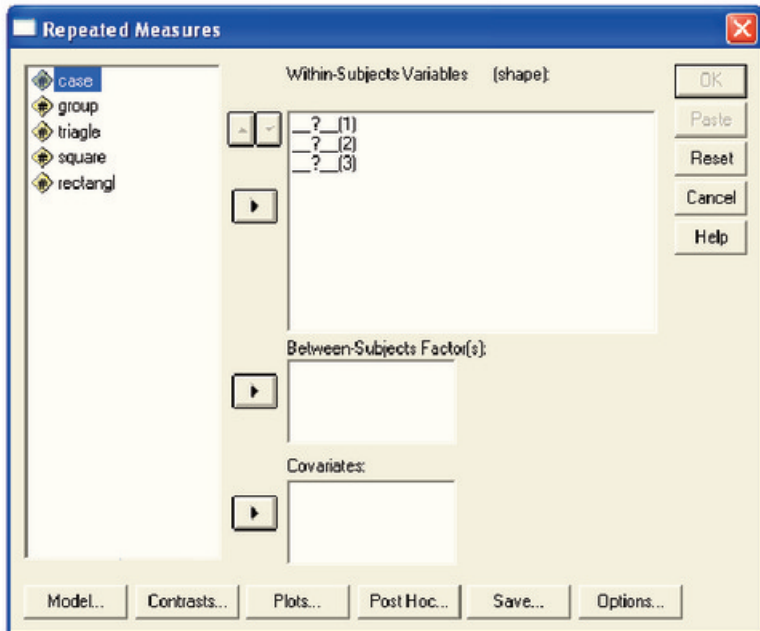 Repeated Measures
case
group
triagle
square
rectangl
Within-Subjects Variables (shape):
__?__(1)
__?__(2)
__?__(3)
Between-Subjects Factor(s):
Covariates:
OK
Paste
Reset
Cancel
Help
Model... Contrasts... Plots... Post Hoc... Save... Options...